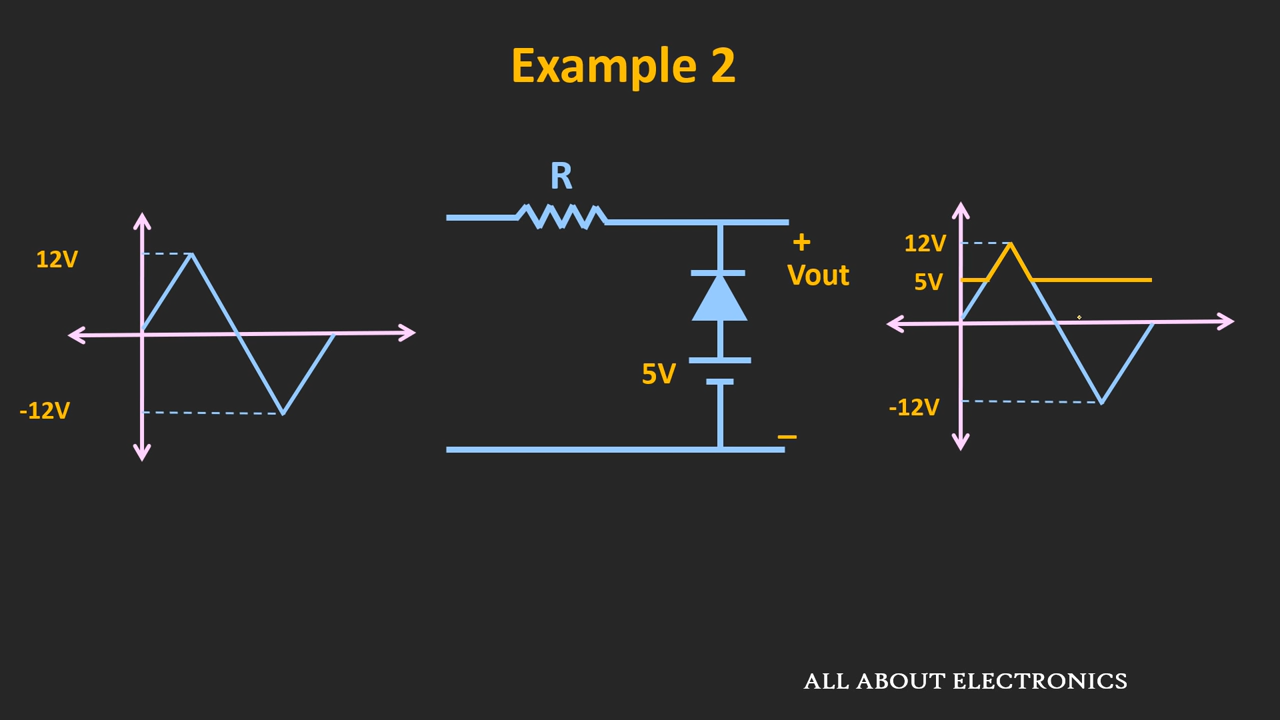 Example 2
12V
-12V
R
5V
+
Vout
–
12V
5V
-12V
ALL ABOUT ELECTRONICS